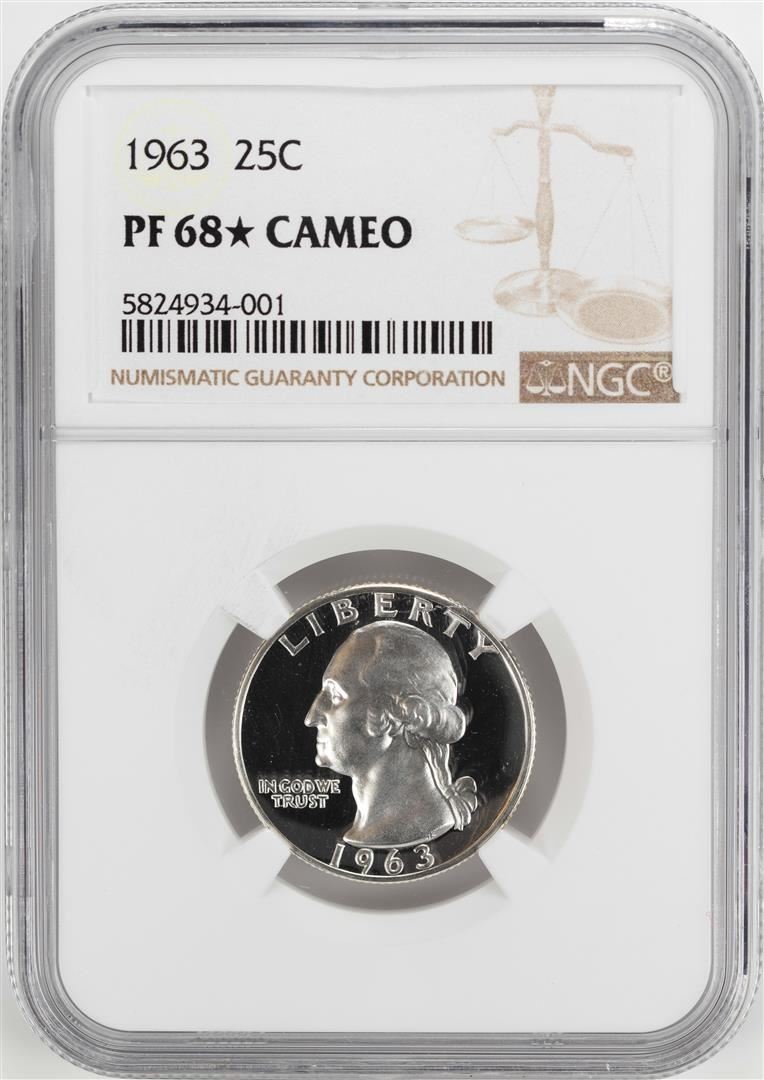 1963 25C
PF 68★ CAMEO
5824934-001
NUMISMATIC GUARANTY CORPORATION
NGC®
LIBERTY
IN GOD WE
TRUST
1963